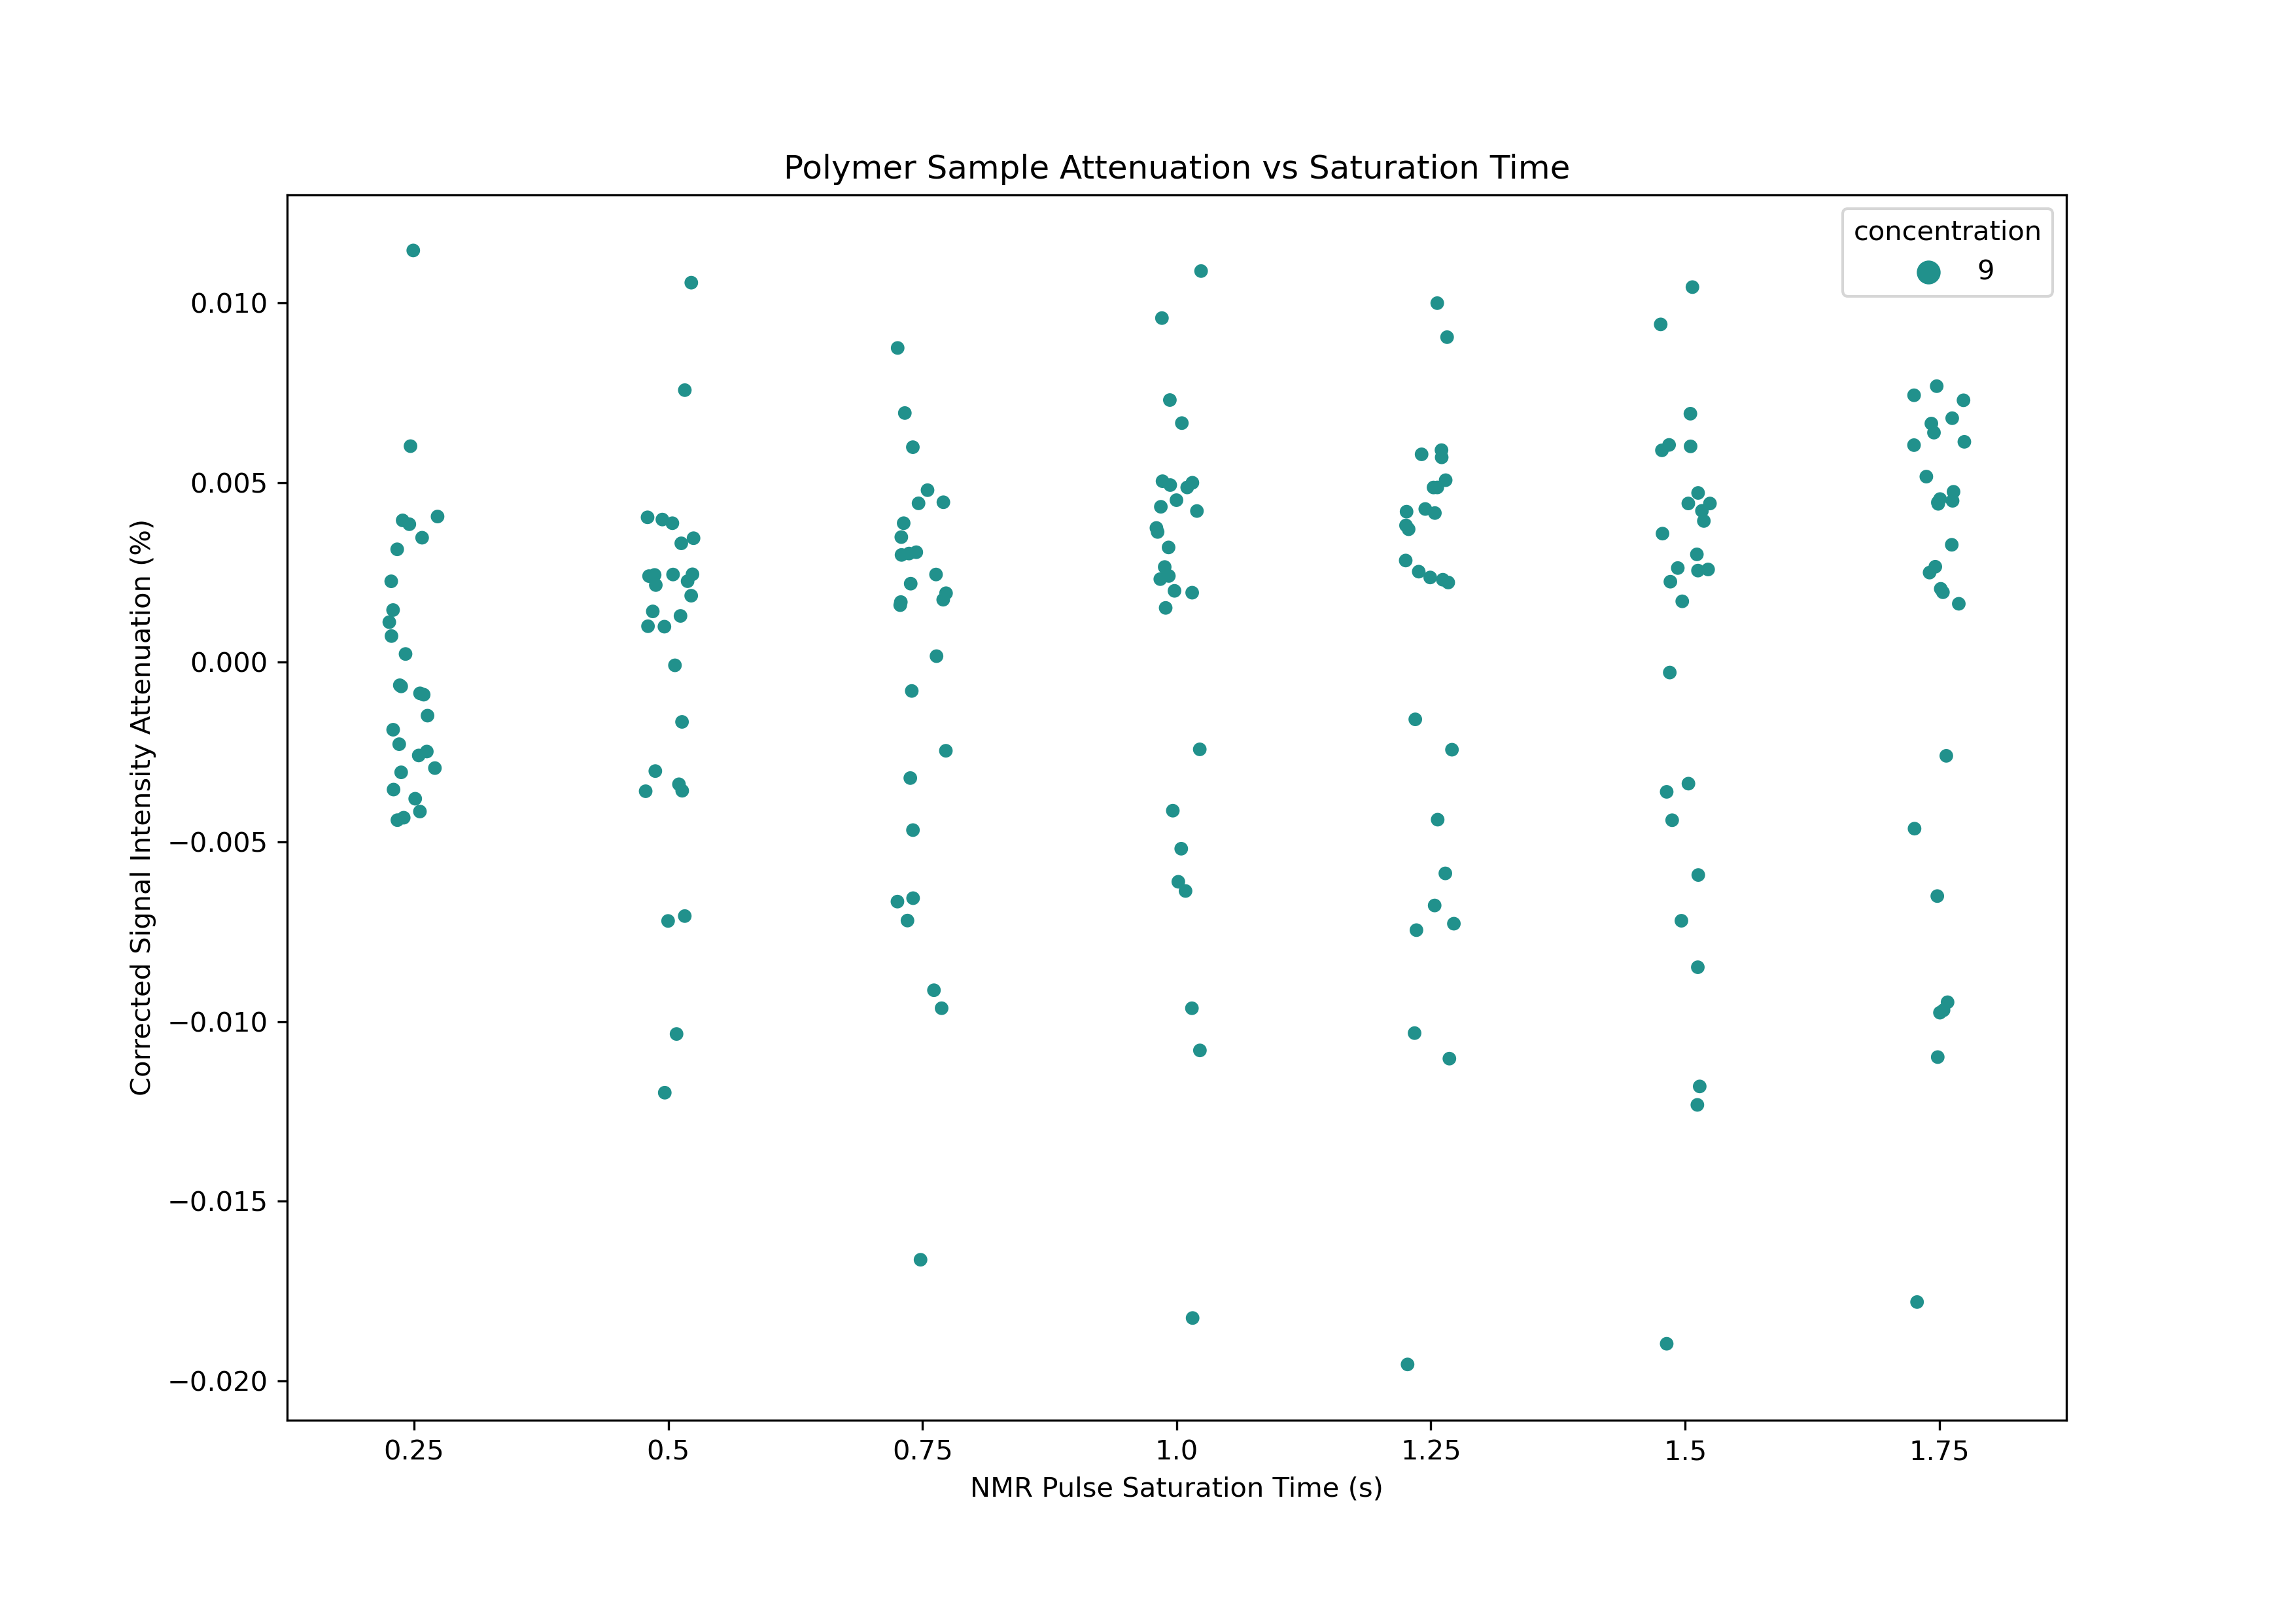 Polymer Sample Attenuation vs Saturation Time
concentration
9
0.010
0.005
0.000
−0.005
−0.010
−0.015
−0.020
Corrected Signal Intensity Attenuation (%)
0.25 0.5 0.75 1.0 1.25 1.5 1.75
NMR Pulse Saturation Time (s)